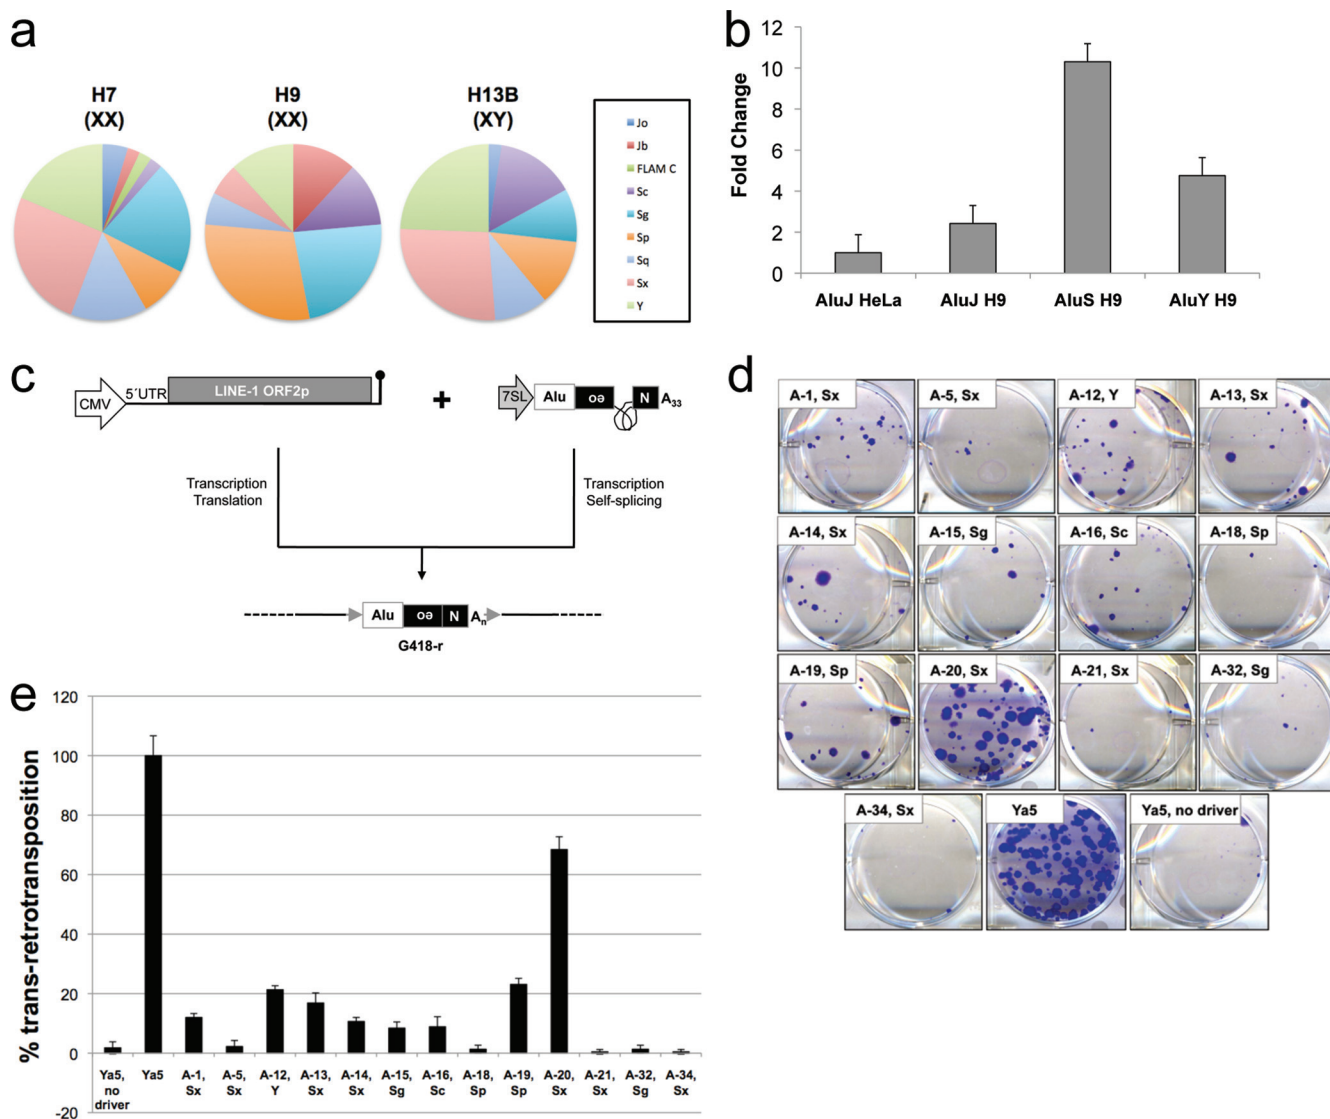 a
H7
(XX)
H9
(XX)
H13B
(XY)
Jo
Jb
FLAM C
Sc
Sg
Sp
Sq
Sx
Y
b
Fold Change
12
10
8
6
4
2
0
AluJ HeLa
AluJ H9
AluS H9
AluY H9
c
CMV
5´UTR
LINE-1 ORF2p
+
7SL
Alu
oe
N
A33
Transcription
Translation
Transcription
Self-splicing
Alu
oe
N
An
G418-r
d
A-1, Sx
A-5, Sx
A-12, Y
A-13, Sx
A-14, Sx
A-15, Sg
A-16, Sc
A-18, Sp
A-19, Sp
A-20, Sx
A-21, Sx
A-32, Sg
A-34, Sx
Ya5
Ya5, no driver
e
% trans-retrotransposition
120
100
80
60
40
20
0
-20
Ya5,
no
driver
Ya5
A-1,
Sx
A-5,
Sx
A-12,
Y
A-13,
Sx
A-14,
Sx
A-15,
Sg
A-16,
Sc
A-18,
Sp
A-19,
Sp
A-20,
Sx
A-21,
Sx
A-32,
Sg
A-34,
Sx